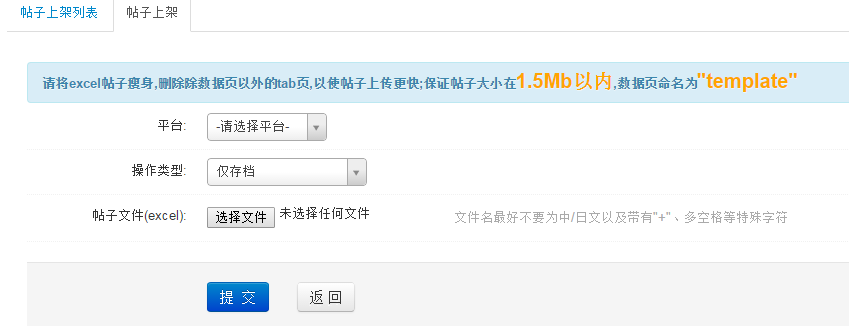 帖子上架列表 帖子上架
请将excel帖子瘦身,删除除数据页以外的tab页,以使帖子上传更快;保证帖子大小在1.5Mb以内,数据页命名为"template"
平台: -请选择平台-
操作类型: 仅存档
帖子文件(excel): 选择文件 未选择任何文件 文件名最好不要为中/日文以及带有"+"、多空格等特殊字符
提 交 返 回